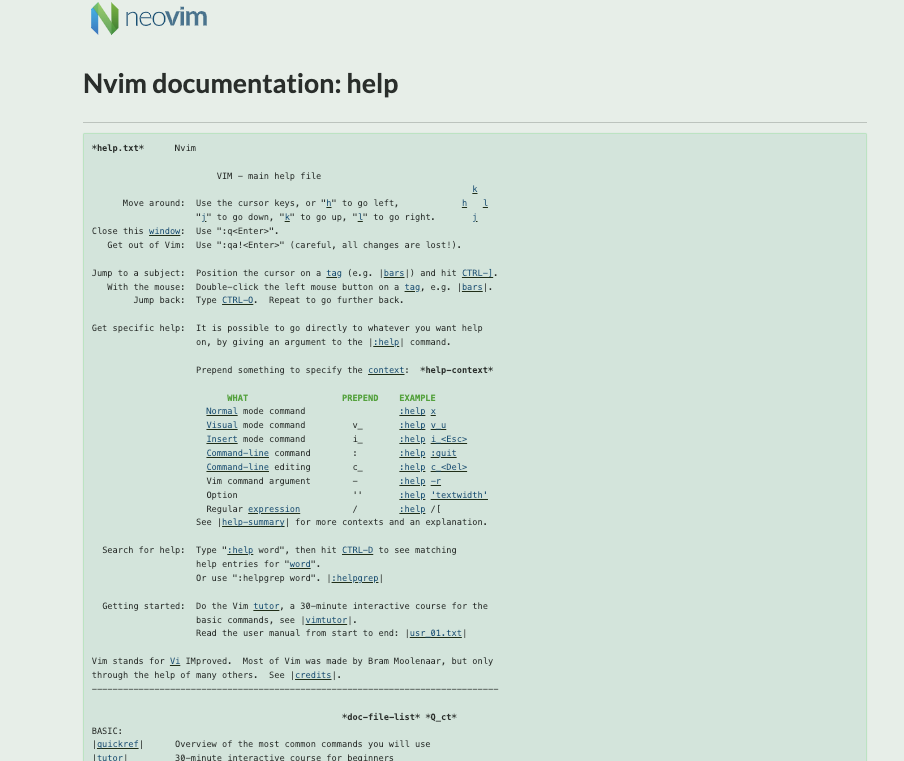 neovim
Nvim documentation: help
*help.txt* Nvim
VIM - main help file
k
Move around: Use the cursor keys, or "h" to go left, h l
"j" to go down, "k" to go up, "l" to go right. j
Close this window: Use ":q<Enter>".
Get out of Vim: Use ":qa!<Enter>" (careful, all changes are lost!).
Jump to a subject: Position the cursor on a tag (e.g. |bars|) and hit CTRL-].
With the mouse: Double-click the left mouse button on a tag, e.g. |bars|.
Jump back: Type CTRL-O. Repeat to go further back.
Get specific help: It is possible to go directly to whatever you want help
on, by giving an argument to the |:help| command.
Prepend something to specify the context: *help-context*
WHAT PREPEND EXAMPLE
Normal mode command :help x
Visual mode command v_ :help v_u
Insert mode command i_ :help i_<Esc>
Command-line command : :help :quit
Command-line editing c_ :help c_<Del>
Vim command argument - :help -r
Option '' :help 'textwidth'
Regular expression / :help /[
See |help-summary| for more contexts and an explanation.
Search for help: Type ":help word", then hit CTRL-D to see matching
help entries for "word".
Or use ":helpgrep word". |:helpgrep|
Getting started: Do the Vim tutor, a 30-minute interactive course for the
basic commands, see |vimtutor|.
Read the user manual from start to end: |usr_01.txt|
Vim stands for Vi IMproved. Most of Vim was made by Bram Moolenaar, but only
through the help of many others. See |credits|.
------------------------------------------------------------------------------
*doc-file-list* *Q_ct*
BASIC:
|quickref| Overview of the most common commands you will use
|tutor| 30-minute interactive course for beginners